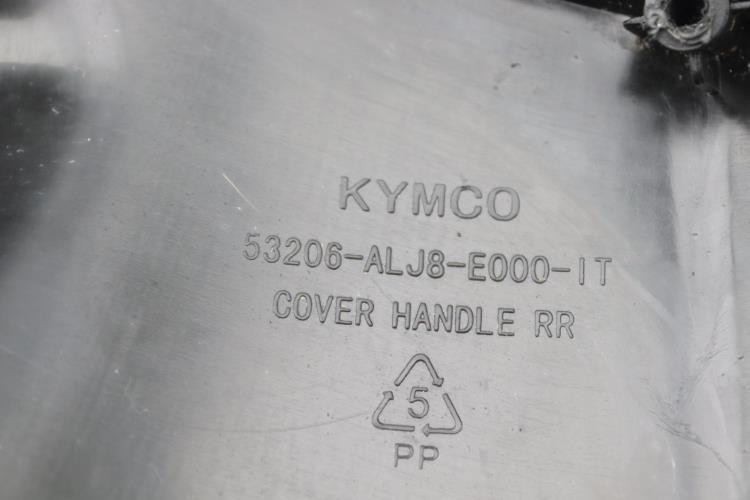 KYMCO
53206-ALJ8-E000-IT
COVER HANDLE RR
5
PP